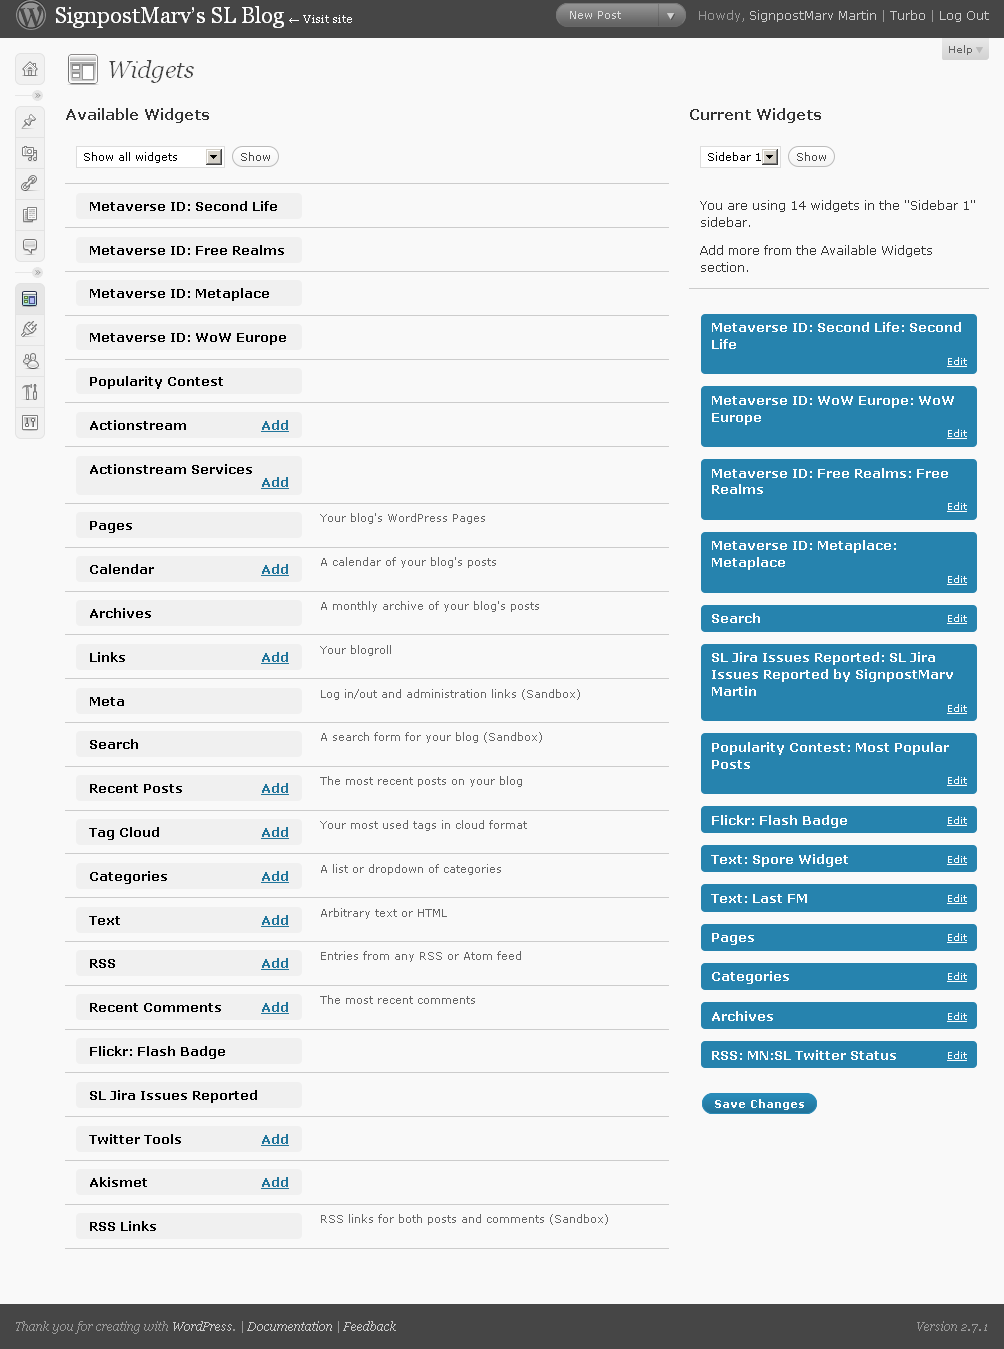 SignpostMarv's SL Blog ← Visit site
New Post
Howdy, SignpostMarv Martin | Turbo | Log Out
Help
Widgets
Available Widgets
Show all widgets
Show
Metaverse ID: Second Life
Metaverse ID: Free Realms
Metaverse ID: Metaplace
Metaverse ID: WoW Europe
Popularity Contest
Actionstream Add
Actionstream Services
Add
Pages Your blog's WordPress Pages
Calendar Add A calendar of your blog's posts
Archives A monthly archive of your blog's posts
Links Add Your blogroll
Meta Log in/out and administration links (Sandbox)
Search A search form for your blog (Sandbox)
Recent Posts Add The most recent posts on your blog
Tag Cloud Add Your most used tags in cloud format
Categories Add A list or dropdown of categories
Text Add Arbitrary text or HTML
RSS Add Entries from any RSS or Atom feed
Recent Comments Add The most recent comments
Flickr: Flash Badge
SL Jira Issues Reported
Twitter Tools Add
Akismet Add
RSS Links RSS links for both posts and comments (Sandbox)
Current Widgets
Sidebar 1
Show
You are using 14 widgets in the "Sidebar 1"
sidebar.
Add more from the Available Widgets
section.
Metaverse ID: Second Life: Second
Life
Edit
Metaverse ID: WoW Europe: WoW
Europe
Edit
Metaverse ID: Free Realms: Free
Realms
Edit
Metaverse ID: Metaplace:
Metaplace
Edit
Search Edit
SL Jira Issues Reported: SL Jira
Issues Reported by SignpostMarv
Martin
Edit
Popularity Contest: Most Popular
Posts
Edit
Flickr: Flash Badge Edit
Text: Spore Widget Edit
Text: Last FM Edit
Pages Edit
Categories Edit
Archives Edit
RSS: MN:SL Twitter Status Edit
Save Changes
Thank you for creating with WordPress. | Documentation | Feedback
Version 2.7.1